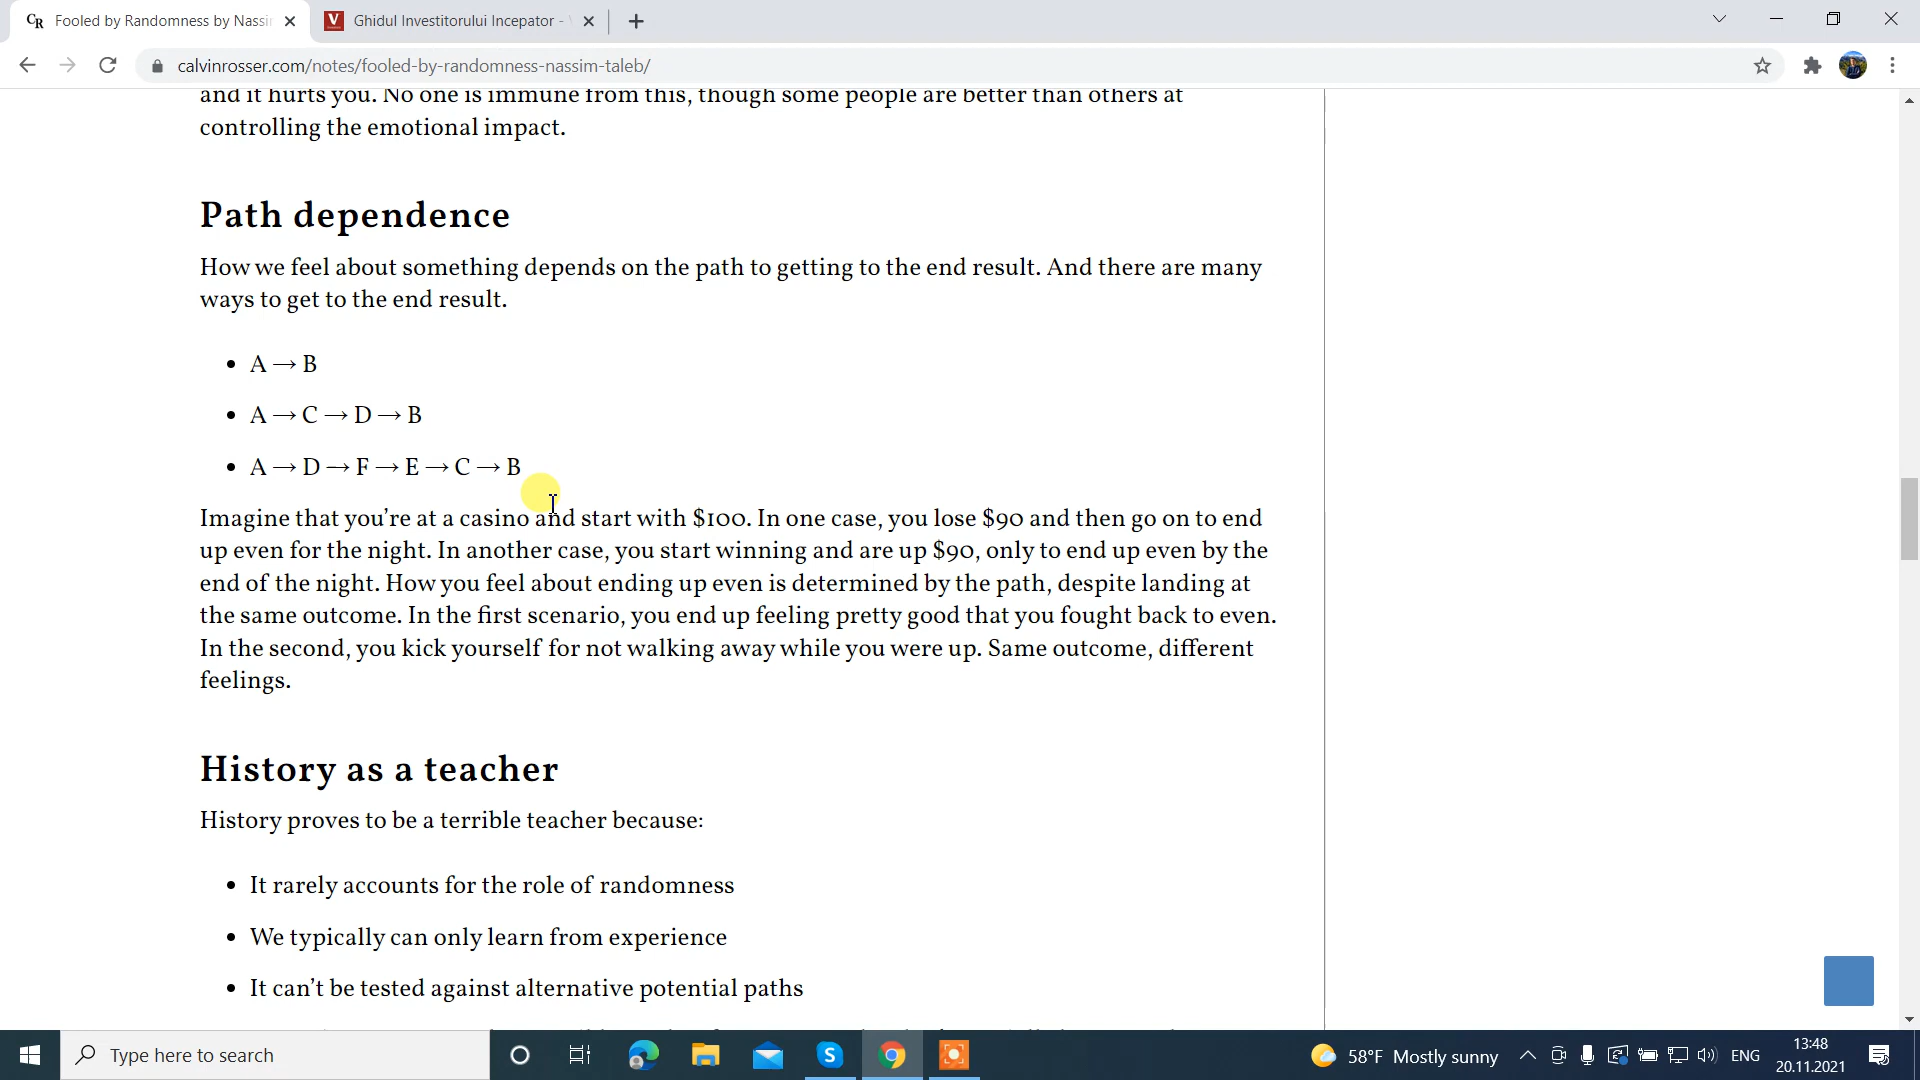 CR Fooled by Randomness by Nassi
V Ghidul Investitorului Incepator -
calvinrosser.com/notes/fooled-by-randomness-nassim-taleb/
and it hurts you. No one is immune from this, though some people are better than others at
controlling the emotional impact.
Path dependence
How we feel about something depends on the path to getting to the end result. And there are many
ways to get to the end result.
• A → B
• A → C → D → B
• A → D → F → E → C → B
Imagine that you’re at a casino and start with $100. In one case, you lose $90 and then go on to end
up even for the night. In another case, you start winning and are up $90, only to end up even by the
end of the night. How you feel about ending up even is determined by the path, despite landing at
the same outcome. In the first scenario, you end up feeling pretty good that you fought back to even.
In the second, you kick yourself for not walking away while you were up. Same outcome, different
feelings.
History as a teacher
History proves to be a terrible teacher because:
• It rarely accounts for the role of randomness
• We typically can only learn from experience
• It can’t be tested against alternative potential paths
Type here to search
S
58°F Mostly sunny
ENG
13:48
20.11.2021